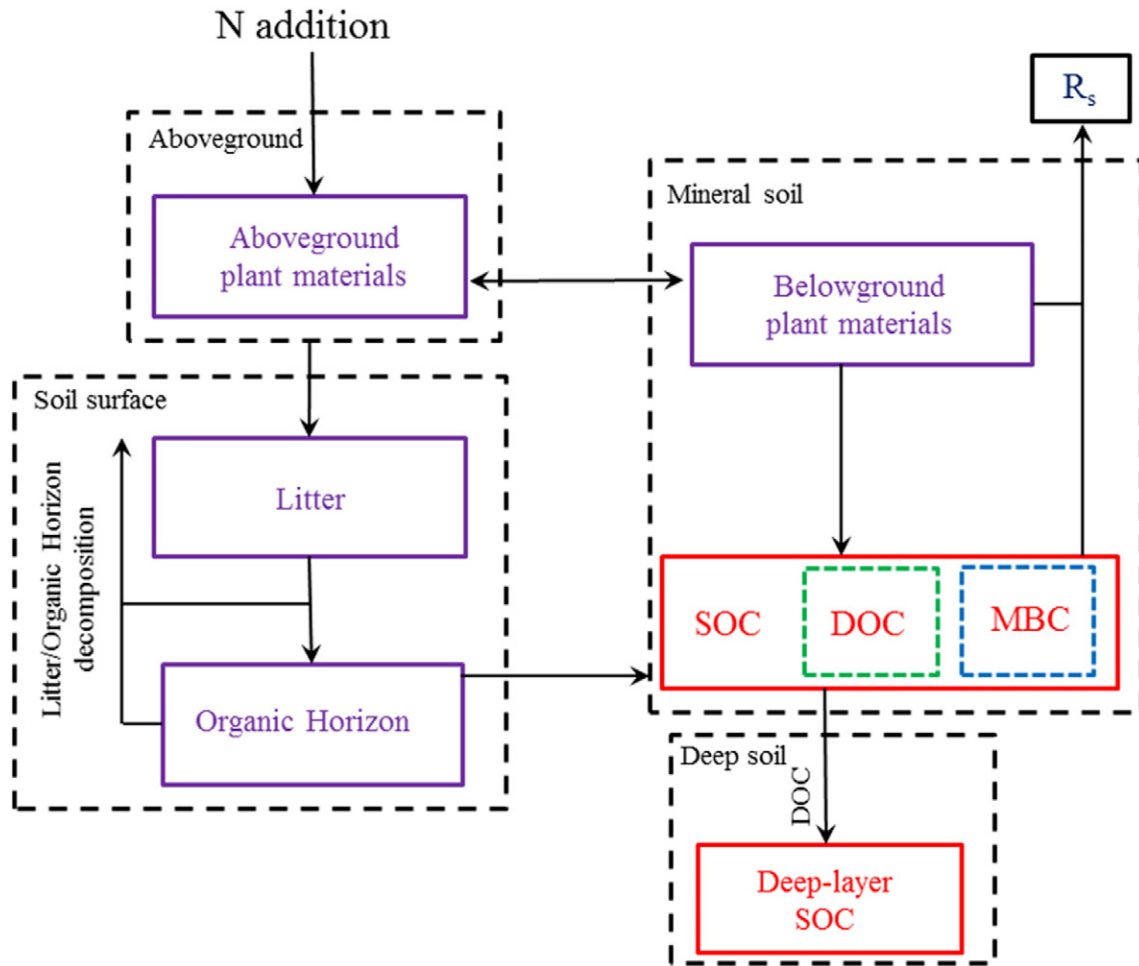 N addition
Aboveground
Aboveground
plant materials
Soil surface
Litter
Litter/Organic Horizon
decomposition
Organic Horizon
R_s
Mineral soil
Belowground
plant materials
SOC
DOC
MBC
Deep soil
DOC
Deep-layer
SOC